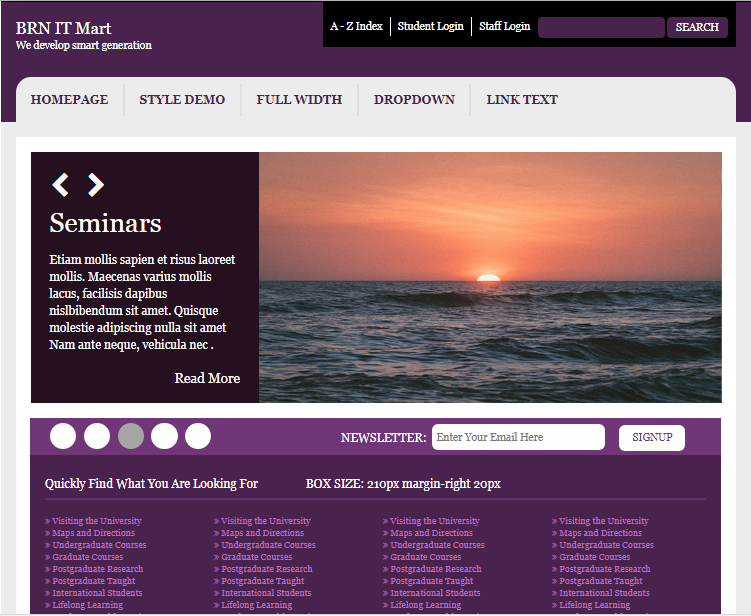 BRN IT Mart
We develop smart generation
A - Z Index
Student Login
Staff Login
SEARCH
HOMEPAGE
STYLE DEMO
FULL WIDTH
DROPDOWN
LINK TEXT
Seminars
Etiam mollis sapien et risus laoreet
mollis. Maecenas varius mollis
lacus, facilisis dapibus
nislbibendum sit amet. Quisque
molestie adipiscing nulla sit amet
Nam ante neque, vehicula nec .
Read More
NEWSLETTER:
Enter Your Email Here
SIGNUP
Quickly Find What You Are Looking For
BOX SIZE: 210px margin-right 20px
» Visiting the University
» Maps and Directions
» Undergraduate Courses
» Graduate Courses
» Postgraduate Research
» Postgraduate Taught
» International Students
» Lifelong Learning
» Visiting the University
» Maps and Directions
» Undergraduate Courses
» Graduate Courses
» Postgraduate Research
» Postgraduate Taught
» International Students
» Lifelong Learning
» Visiting the University
» Maps and Directions
» Undergraduate Courses
» Graduate Courses
» Postgraduate Research
» Postgraduate Taught
» International Students
» Lifelong Learning
» Visiting the University
» Maps and Directions
» Undergraduate Courses
» Graduate Courses
» Postgraduate Research
» Postgraduate Taught
» International Students
» Lifelong Learning